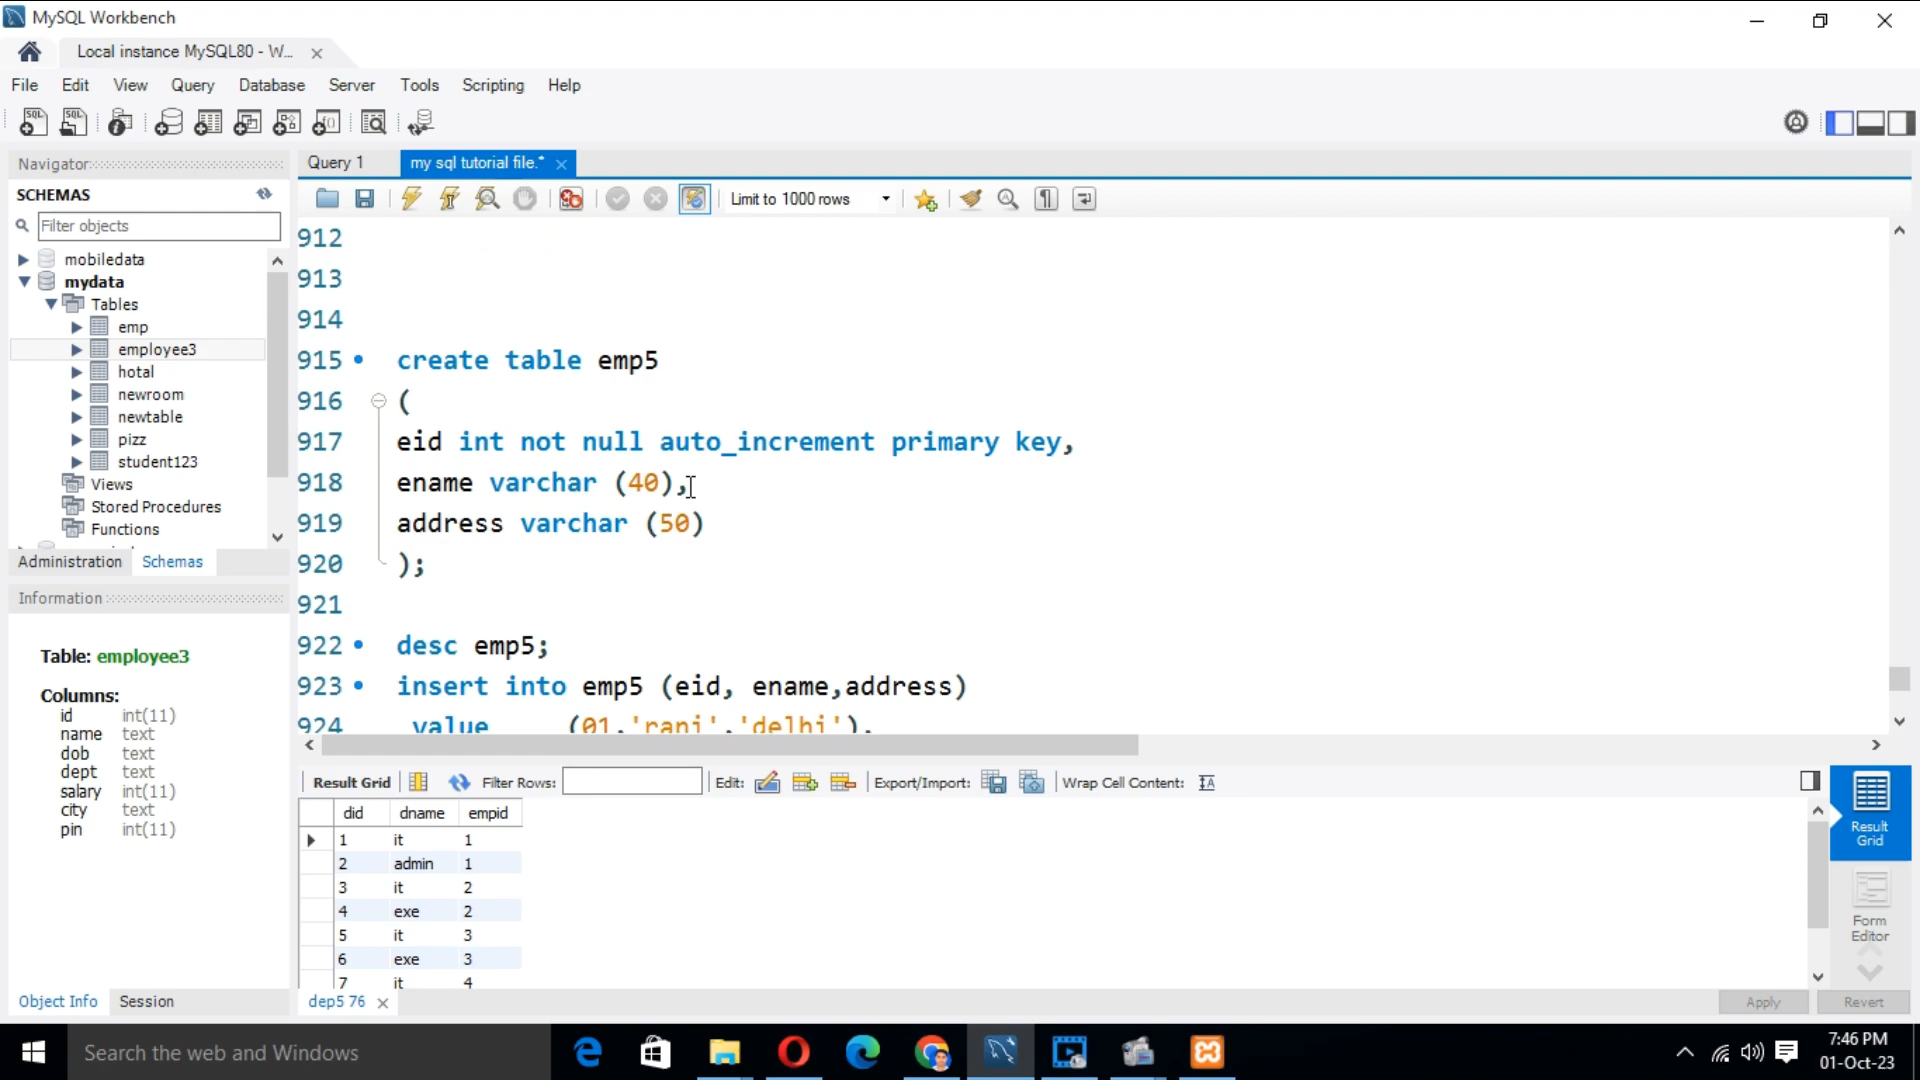 MySQL Workbench
Local instance MySQL80 - W...
File Edit View Query Database Server Tools Scripting Help
Navigator
Query 1
my sql tutorial file.*
SCHEMAS
Limit to 1000 rows
Filter objects
mobiledata
mydata
Tables
emp
employee3
hotal
newroom
newtable
pizz
student123
Views
Stored Procedures
Functions
Administration Schemas
Information
Table: employee3
Columns:
id int(11)
name text
dob text
dept text
salary int(11)
city text
pin int(11)
Object Info Session
912
913
914
915 create table emp5
916 (
917 eid int not null auto_increment primary key,
918 ename varchar (40),
919 address varchar (50)
920 );
921
922 desc emp5;
923 insert into emp5 (eid, ename,address)
924 value (01,'rani','delhi'),
Result Grid Filter Rows: Edit: Export/Import: Wrap Cell Content:
did dname empid
1 it 1
2 admin 1
3 it 2
4 exe 2
5 it 3
6 exe 3
7 it 4
Result
Grid
Form
Editor
dep5 76
Apply Revert
Search the web and Windows
7:46 PM
01-Oct-23